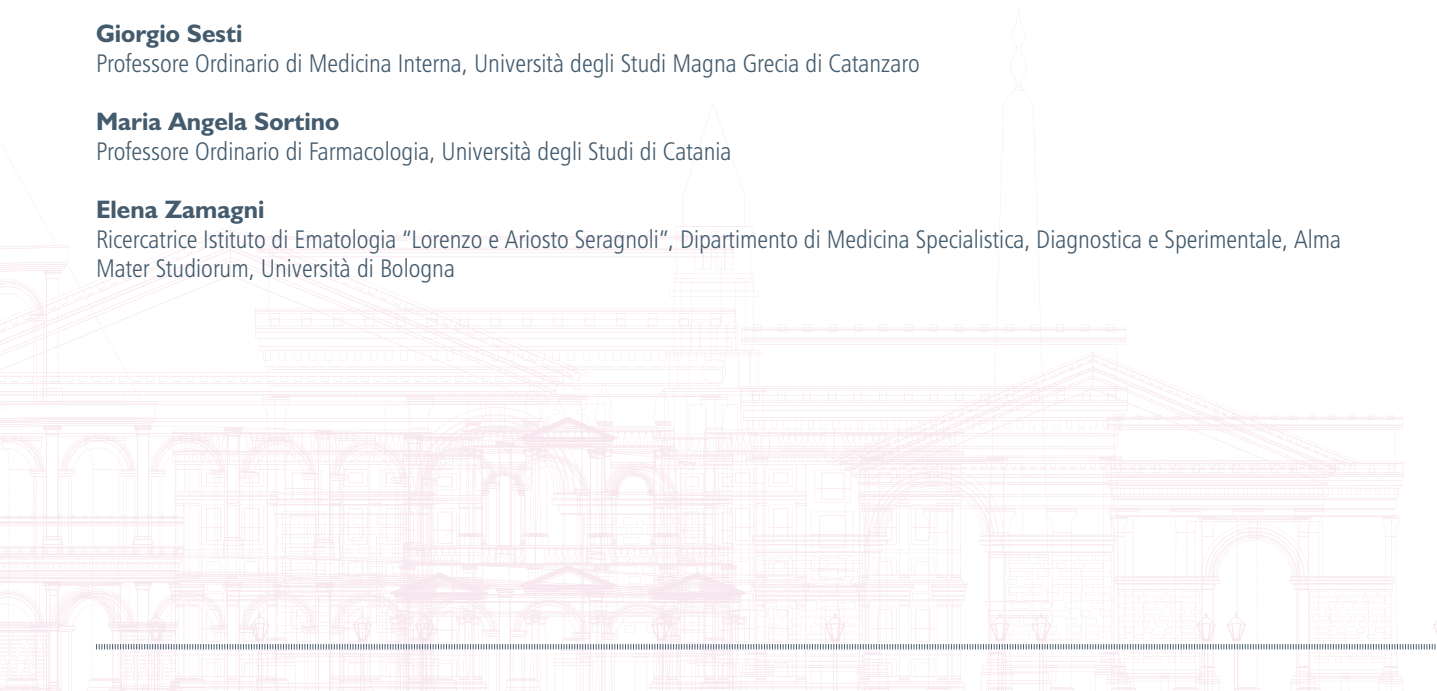 Giorgio Sesti
Professore Ordinario di Medicina Interna, Università degli Studi Magna Grecia di Catanzaro
Maria Angela Sortino
Professore Ordinario di Farmacologia, Università degli Studi di Catania
Elena Zamagni
Ricercatrice Istituto di Ematologia “Lorenzo e Ariosto Seragnoli”, Dipartimento di Medicina Specialistica, Diagnostica e Sperimentale, Alma
Mater Studiorum, Università di Bologna